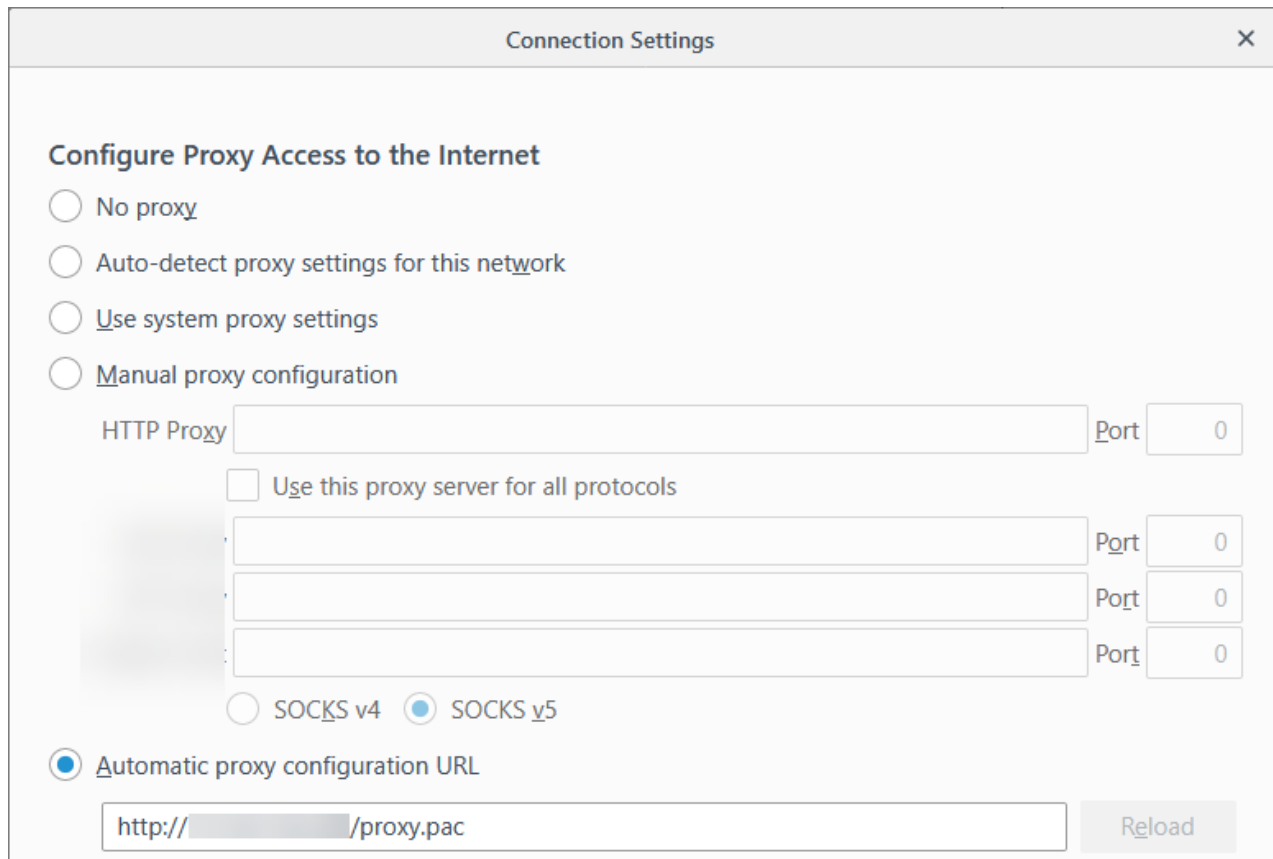 Connection Settings
Configure Proxy Access to the Internet
No proxy
Auto-detect proxy settings for this network
Use system proxy settings
Manual proxy configuration
HTTP Proxy Port 0
Use this proxy server for all protocols
Port 0
Port 0
Port 0
SOCKS v4 SOCKS v5
Automatic proxy configuration URL
http:// /proxy.pac Reload